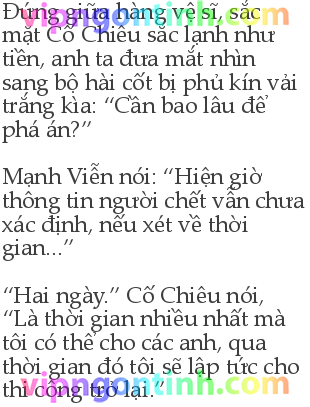 Đứng giữa hàng vệ sĩ, sắc
mặt Cố Chiêu sắc lạnh như
tiền, anh ta đưa mắt nhìn
sang bộ hài cốt bị phủ kín vải
trắng kìa: “Cần bao lâu để
phá án?”
Mạnh Viễn nói: “Hiện giờ
thông tin người chết vẫn chưa
xác định, nếu xét về thời
gian...”
“Hai ngày.” Cố Chiêu nói,
“Là thời gian nhiều nhất mà
tôi có thể cho các anh, qua
thời gian đó tôi sẽ lập tức cho
thi công trở lại.”
vipngontinh.com
vipngontinh.com